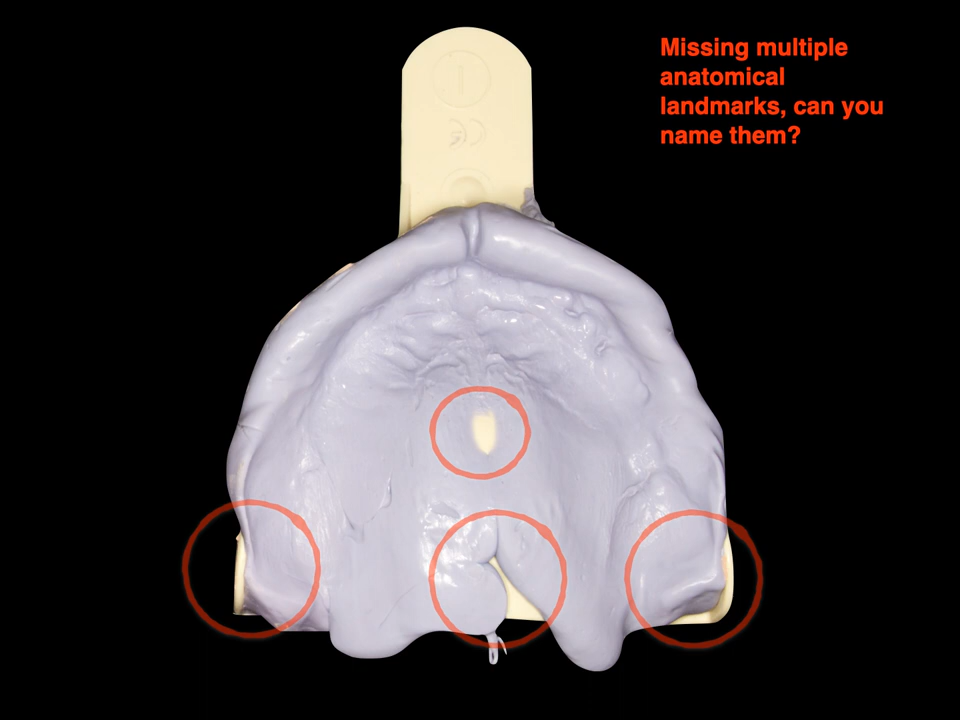 Missing multiple
anatomical
landmarks, can you
name them?